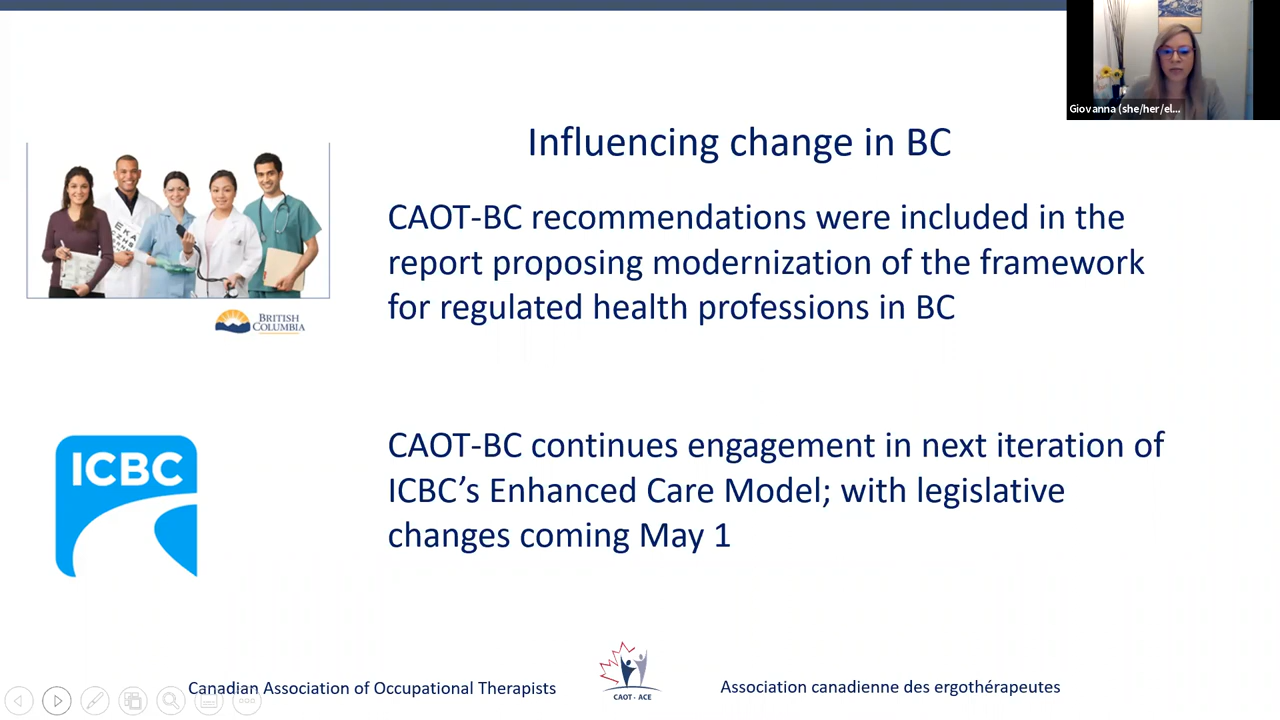 Giovanna (she/her/el...
Influencing change in BC
CAOT-BC recommendations were included in the
report proposing modernization of the framework
for regulated health professions in BC
BRITISH
COLUMBIA
ICBC
CAOT-BC continues engagement in next iteration of
ICBC’s Enhanced Care Model; with legislative
changes coming May 1
Canadian Association of Occupational Therapists
CAOT - ACE
Association canadienne des ergothérapeutes